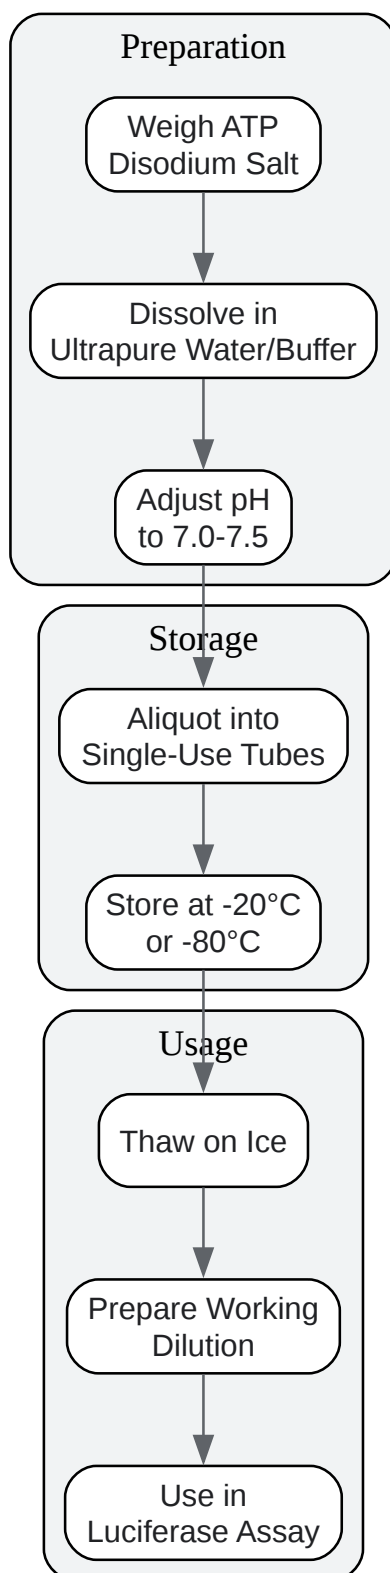 Preparation
Weigh ATP
Disodium Salt
Dissolve in
Ultrapure Water/Buffer
Adjust pH
to 7.0-7.5
Storage
Aliquot into
Single-Use Tubes
Store at -20°C
or -80°C
Usage
Thaw on Ice
Prepare Working
Dilution
Use in
Luciferase Assay